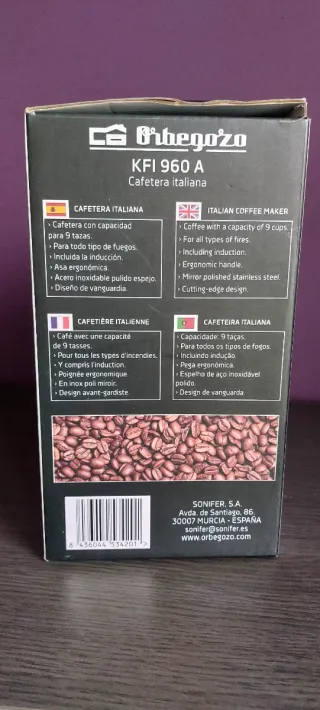 Orbegozo
KFI 960 A
Cafetera italiana
CAFETERA ITALIANA
› Cafetera con capacidad
para 9 tazas.
› Para todo tipo de fuegos.
› Incluida la inducción.
› Asa ergonómica.
› Acero inoxidable pulido espejo.
› Diseño de vanguardia.
ITALIAN COFFEE MAKER
› Coffee with a capacity of 9 cups.
› For all types of fires.
› Including induction.
› Ergonomic handle.
› Mirror polished stainless steel.
› Cutting-edge design.
CAFETIÈRE ITALIENNE
› Café avec une capacité
de 9 tasses.
› Pour tous les types d'incendies.
› Y compris l'induction.
› Poignée ergonomique.
› En inox poli miroir.
› Design avant-gardiste.
CAFETEIRA ITALIANA
› Capacidade: 9 taças.
› Para todos os tipos de fogos.
› Incluindo indução.
› Pega ergonómica.
› Espelho de aço inoxidável
polido.
› Design de vanguarda.
8 436044 534201 >
SONIFER, S.A.
Avda. de Santiago, 86
30007 MURCIA - ESPAÑA
sonifer@sonifer.es
www.orbegozo.com